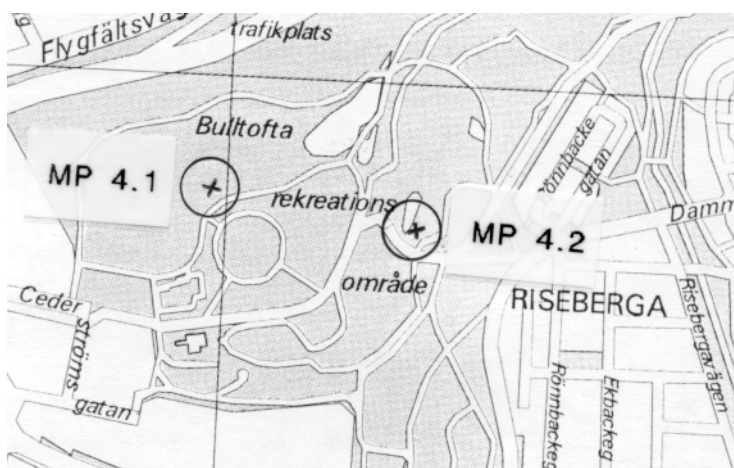 Flygfältsvä
trafikplats
Bulltofta
MP 4.1
rekreations
MP 4.2
område
Rönnbacke
gatan
Damm
RISEBERGA
Ceder
ströms
gatan
Risebergavägen
Rönnbackeg
Ekbackeg